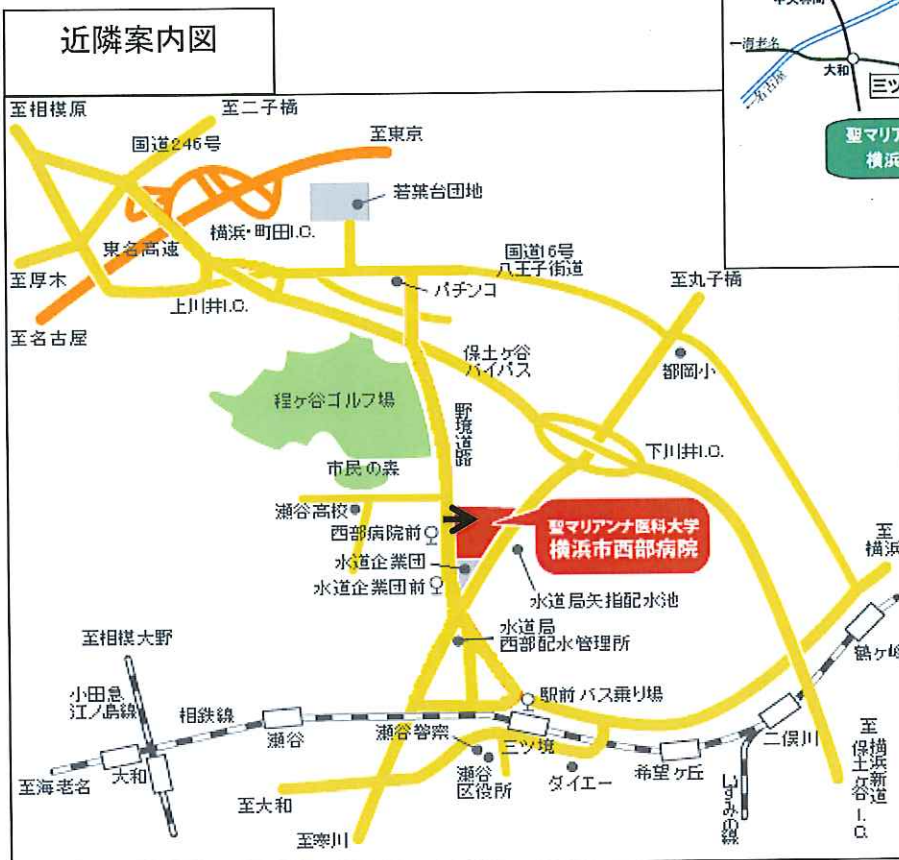 近隣案内図
←海老名
大和
←名古屋
三ツ
聖マリア
横浜
至相模原
至二子橋
国道246号
至東京
若葉台団地
横浜・町田I.C.
東名高速
至厚木
上川井I.C.
至名古屋
国道16号
八王子街道
パチンコ
至丸子橋
保土ヶ谷
バイパス
都岡小
程ヶ谷ゴルフ場
野境道路
下川井I.C.
市民の森
瀬谷高校
西部病院前
聖マリアンナ医科大学
横浜市西部病院
水道企業団
水道企業団前
水道局矢指配水池
至
横浜
水道局
西部配水管理所
至相模大野
小田急
江ノ島線
相鉄線
瀬谷
瀬谷警察
駅前バス乗り場
三ツ境
鶴ヶ峰
二俣川
希望ヶ丘
至海老名
大和
瀬谷
区役所
ダイエー
至大和
至寒川
いずみの線
至
横浜新道
保土ヶ谷I.C.